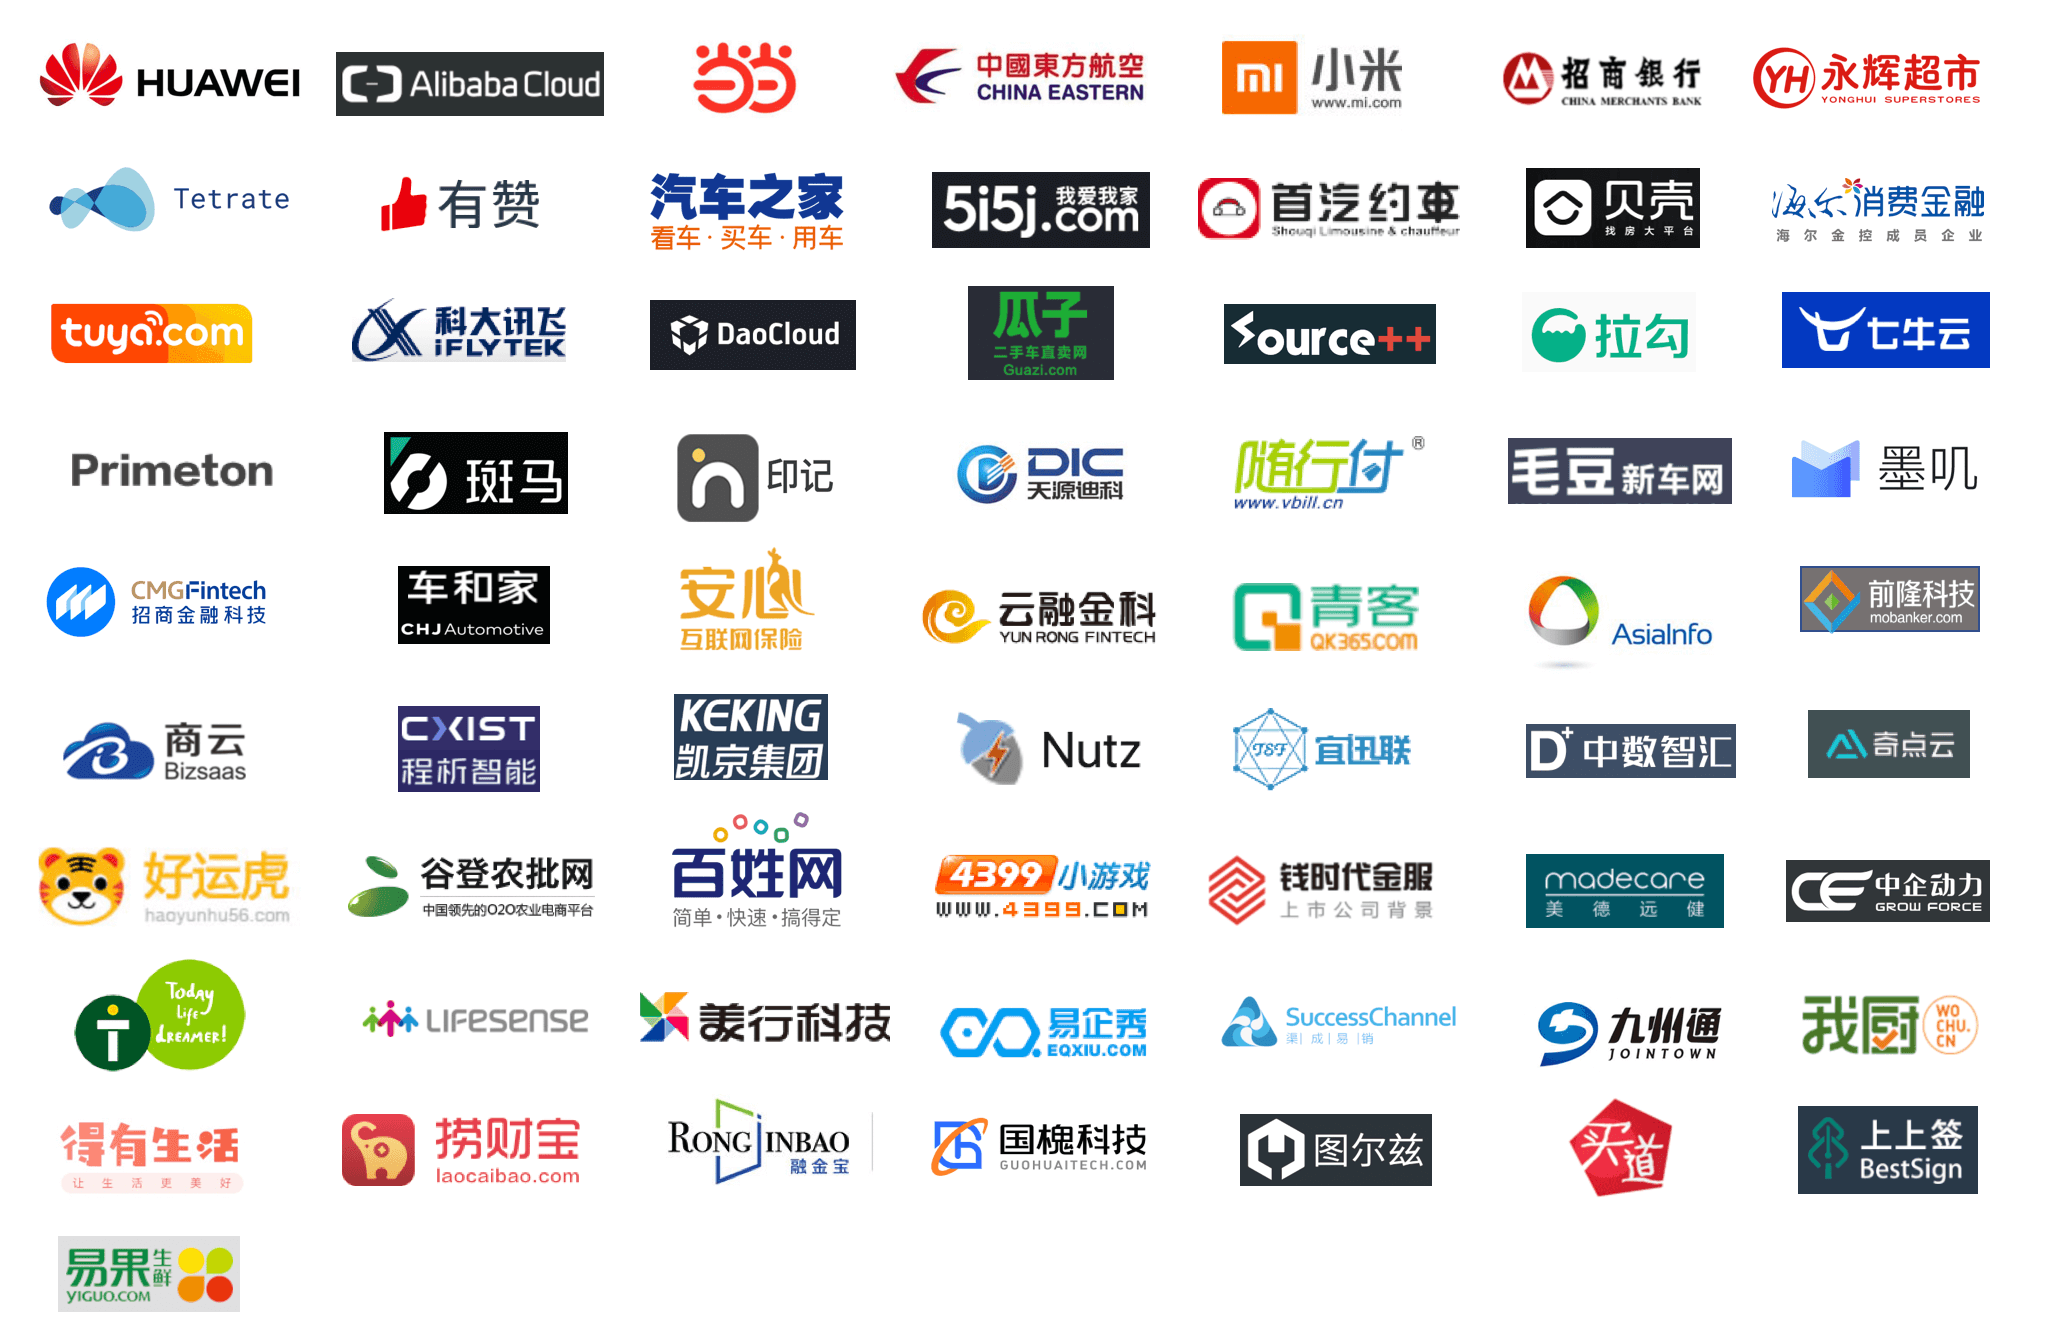 HUAWEI
Alibaba Cloud
当当
中國東方航空
CHINA EASTERN
mi
小米
www.mi.com
招商银行
CHINA MERCHANTS BANK
YH
永辉超市
YONGHUI SUPERSTORES
Tetrate
有赞
汽车之家
看车·买车·用车
5i5j
我爱我家
.com
首汽约車
Shouqi Limousine & chauffeur
贝壳
找房大平台
海尔消费金融
海尔金控成员企业
tuya.com
科大讯飞
iFLYTEK
DaoCloud
瓜子
二手车直卖网
Guazi.com
Source++
拉勾
七牛云
Primeton
斑马
印记
DIC
天源迪科
随行付®
www.vbill.cn
毛豆新车网
墨叽
CMGFintech
招商金融科技
车和家
CHJ Automotive
安心
互联网保险
云融金科
YUN RONG FINTECH
青客
QK365.COM
AsiaInfo
前隆科技
mobanker.com
商云
Bizsaas
CXIST
程析智能
KEKING
凯京集团
Nutz
T&F
宜迅联
D+ 中数智汇
奇点云
好运虎
haoyunhu56.com
谷登农批网
中国领先的O2O农业电商平台
百姓网
简单·快速·搞得定
4399小游戏
WWW.4399.COM
钱时代金服
上市公司背景
madecare
美德远健
CE
中企动力
GROW FORCE
T
Today
Life
dREAMER!
LIFESENSE
美行科技
易企秀
EQXIU.COM
SuccessChannel
渠|成|易|销
九州通
JOINTOWN
我厨
WO
CHU.
CN
得有生活
让生活更美好
捞财宝
laocaibao.com
RONGJINBAO
融金宝
国槐科技
GUOHUAITECH.COM
图尔兹
买道
上上签
BestSign
易果生鲜
YIGUO.COM